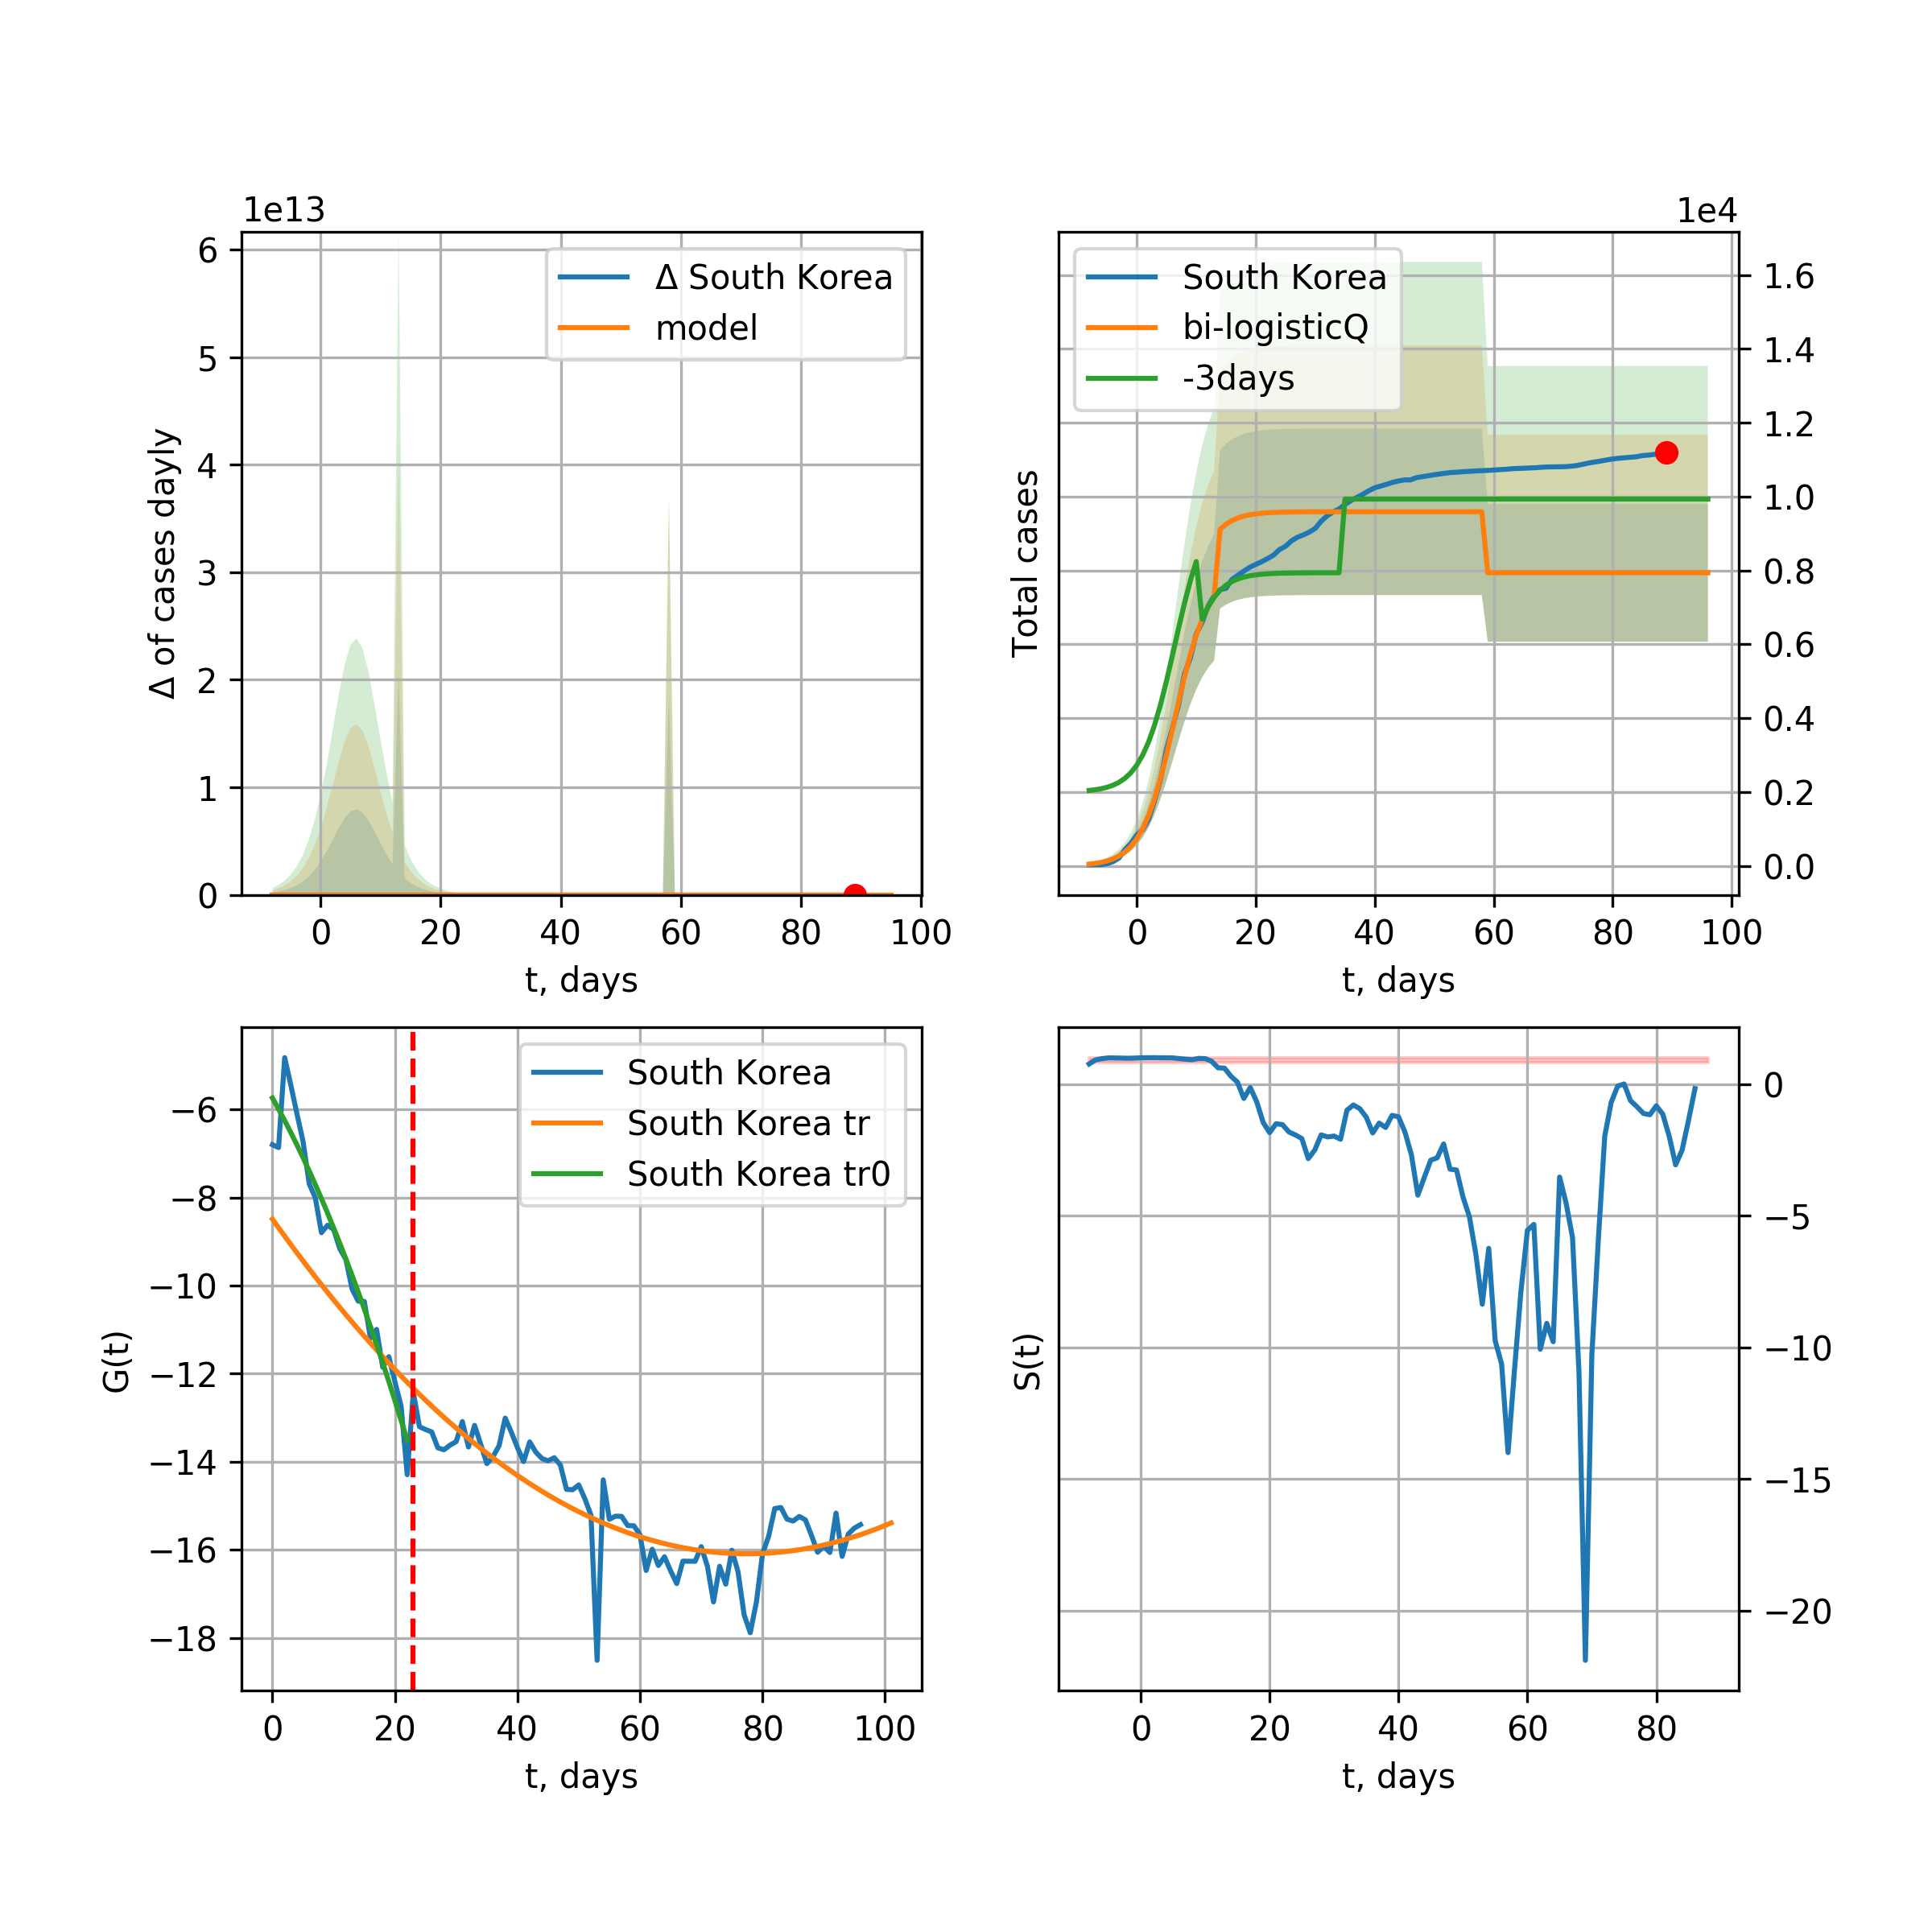 1e13
6
5
4
3
2
1
0
Δ of cases dayly
Δ South Korea
model
0 20 40 60 80 100
t, days
1e4
1.6
1.4
1.2
1.0
0.8
0.6
0.4
0.2
0.0
Total cases
South Korea
bi-logisticQ
-3days
0 20 40 60 80 100
t, days
−6
−8
−10
−12
−14
−16
−18
G(t)
South Korea
South Korea tr
South Korea tr0
0 20 40 60 80 100
t, days
0
−5
−10
−15
−20
S(t)
0 20 40 60 80
t, days